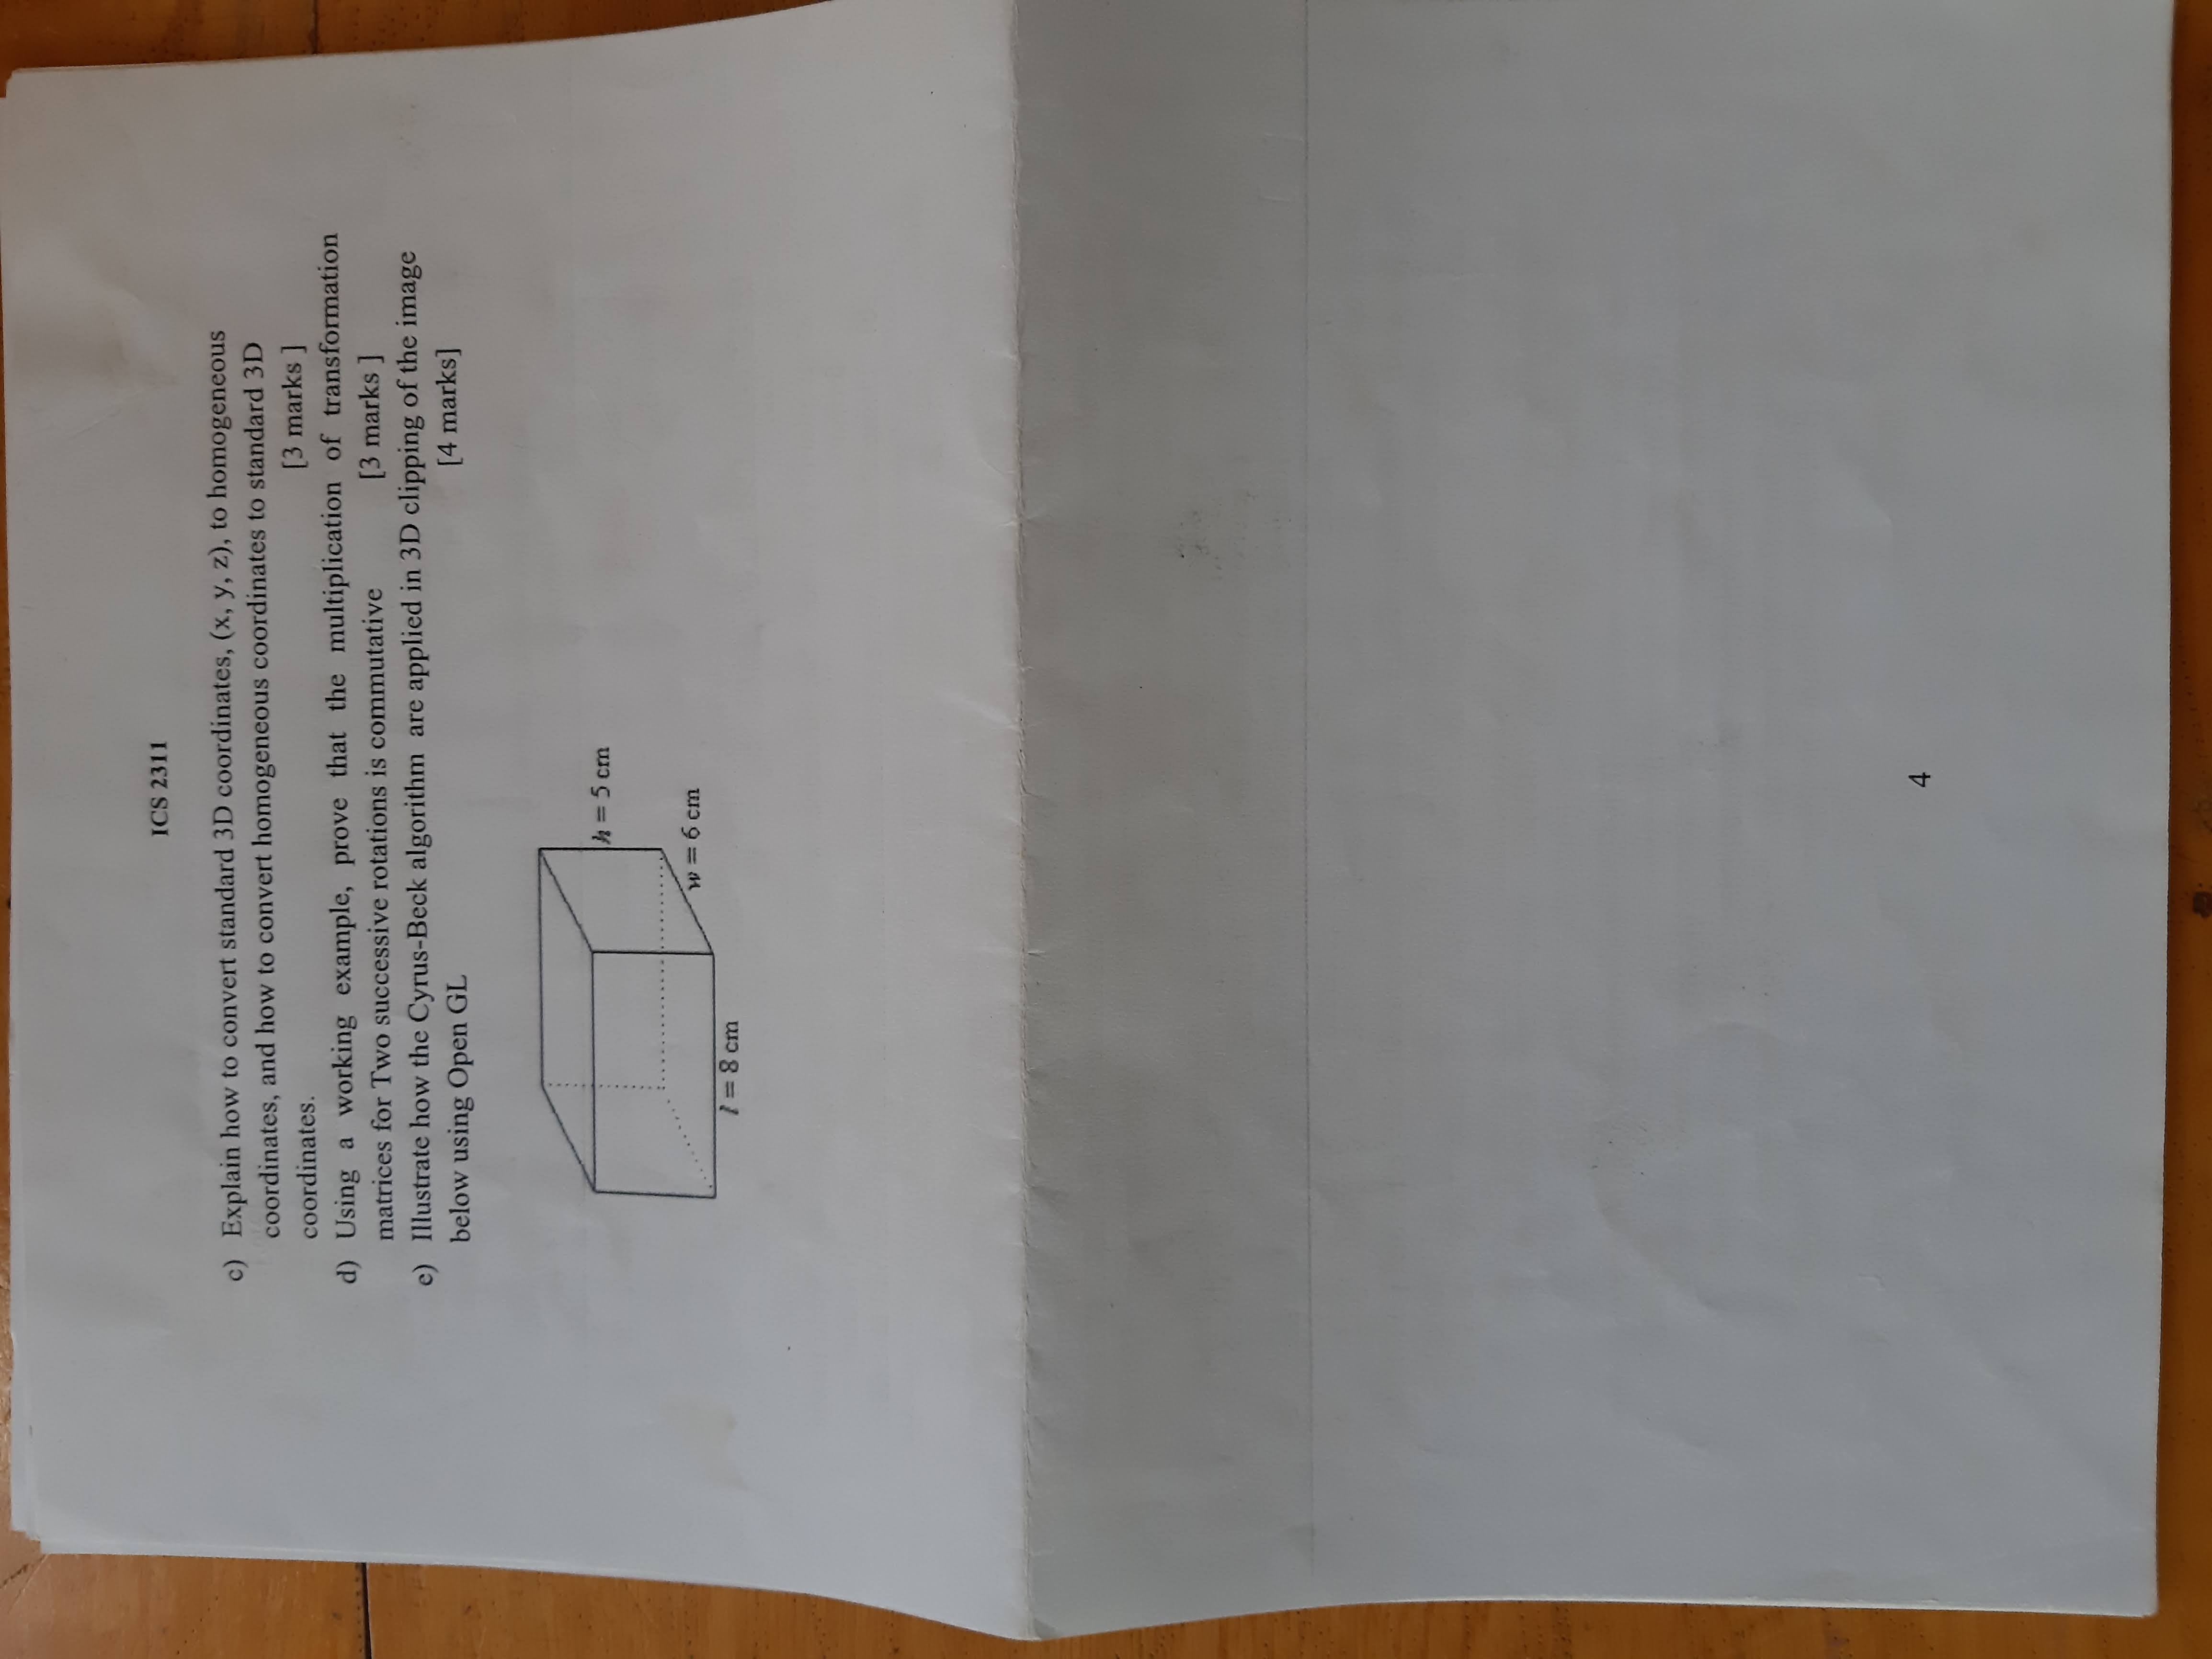 ICS 2311
c) Explain how to convert standard 3D coordinates, (x, y, z), to homogeneous
coordinates, and how to convert homogeneous coordinates to standard 3D
coordinates. [3 marks ]
d) Using a working example, prove that the multiplication of transformation
matrices for Two successive rotations is commutative [3 marks ]
e) Illustrate how the Cyrus-Beck algorithm are applied in 3D clipping of the image
below using Open GL [4 marks]
h = 5 cm
w = 6 cm
l = 8 cm
4